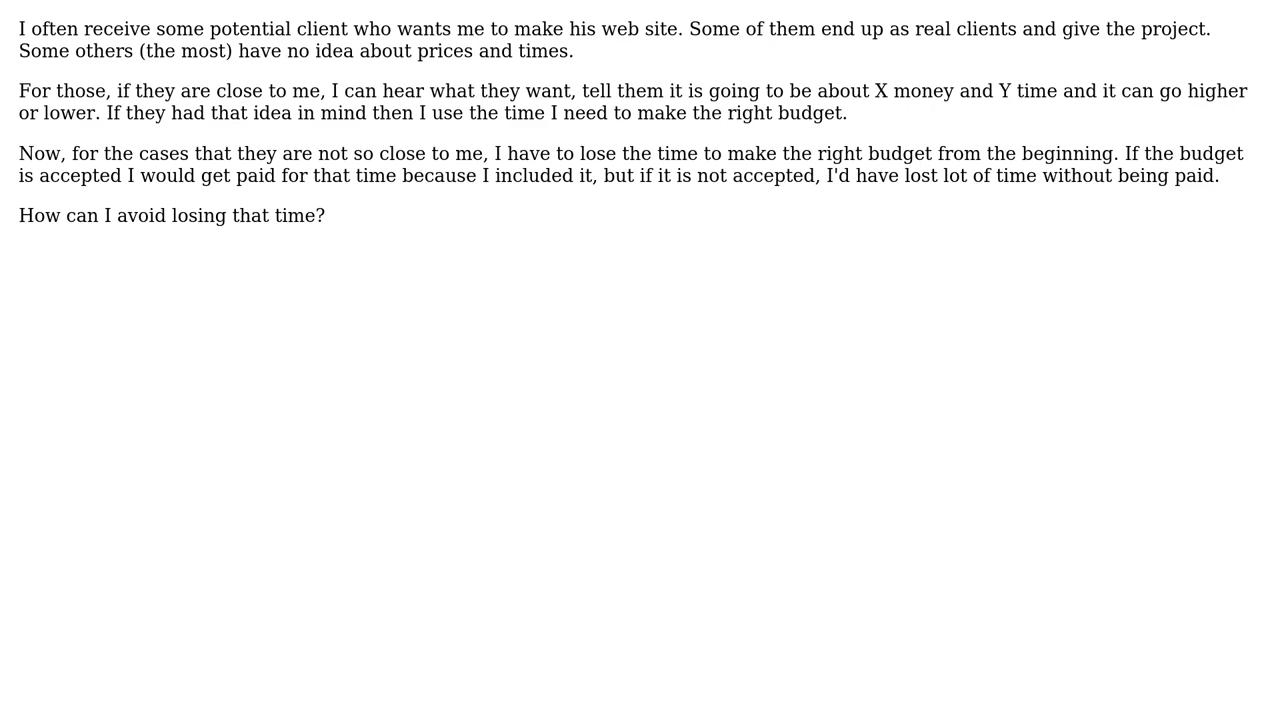 I often receive some potential client who wants me to make his web site. Some of them end up as real clients and give the project.
Some others (the most) have no idea about prices and times.
For those, if they are close to me, I can hear what they want, tell them it is going to be about X money and Y time and it can go higher
or lower. If they had that idea in mind then I use the time I need to make the right budget.
Now, for the cases that they are not so close to me, I have to lose the time to make the right budget from the beginning. If the budget
is accepted I would get paid for that time because I included it, but if it is not accepted, I'd have lost lot of time without being paid.
How can I avoid losing that time?